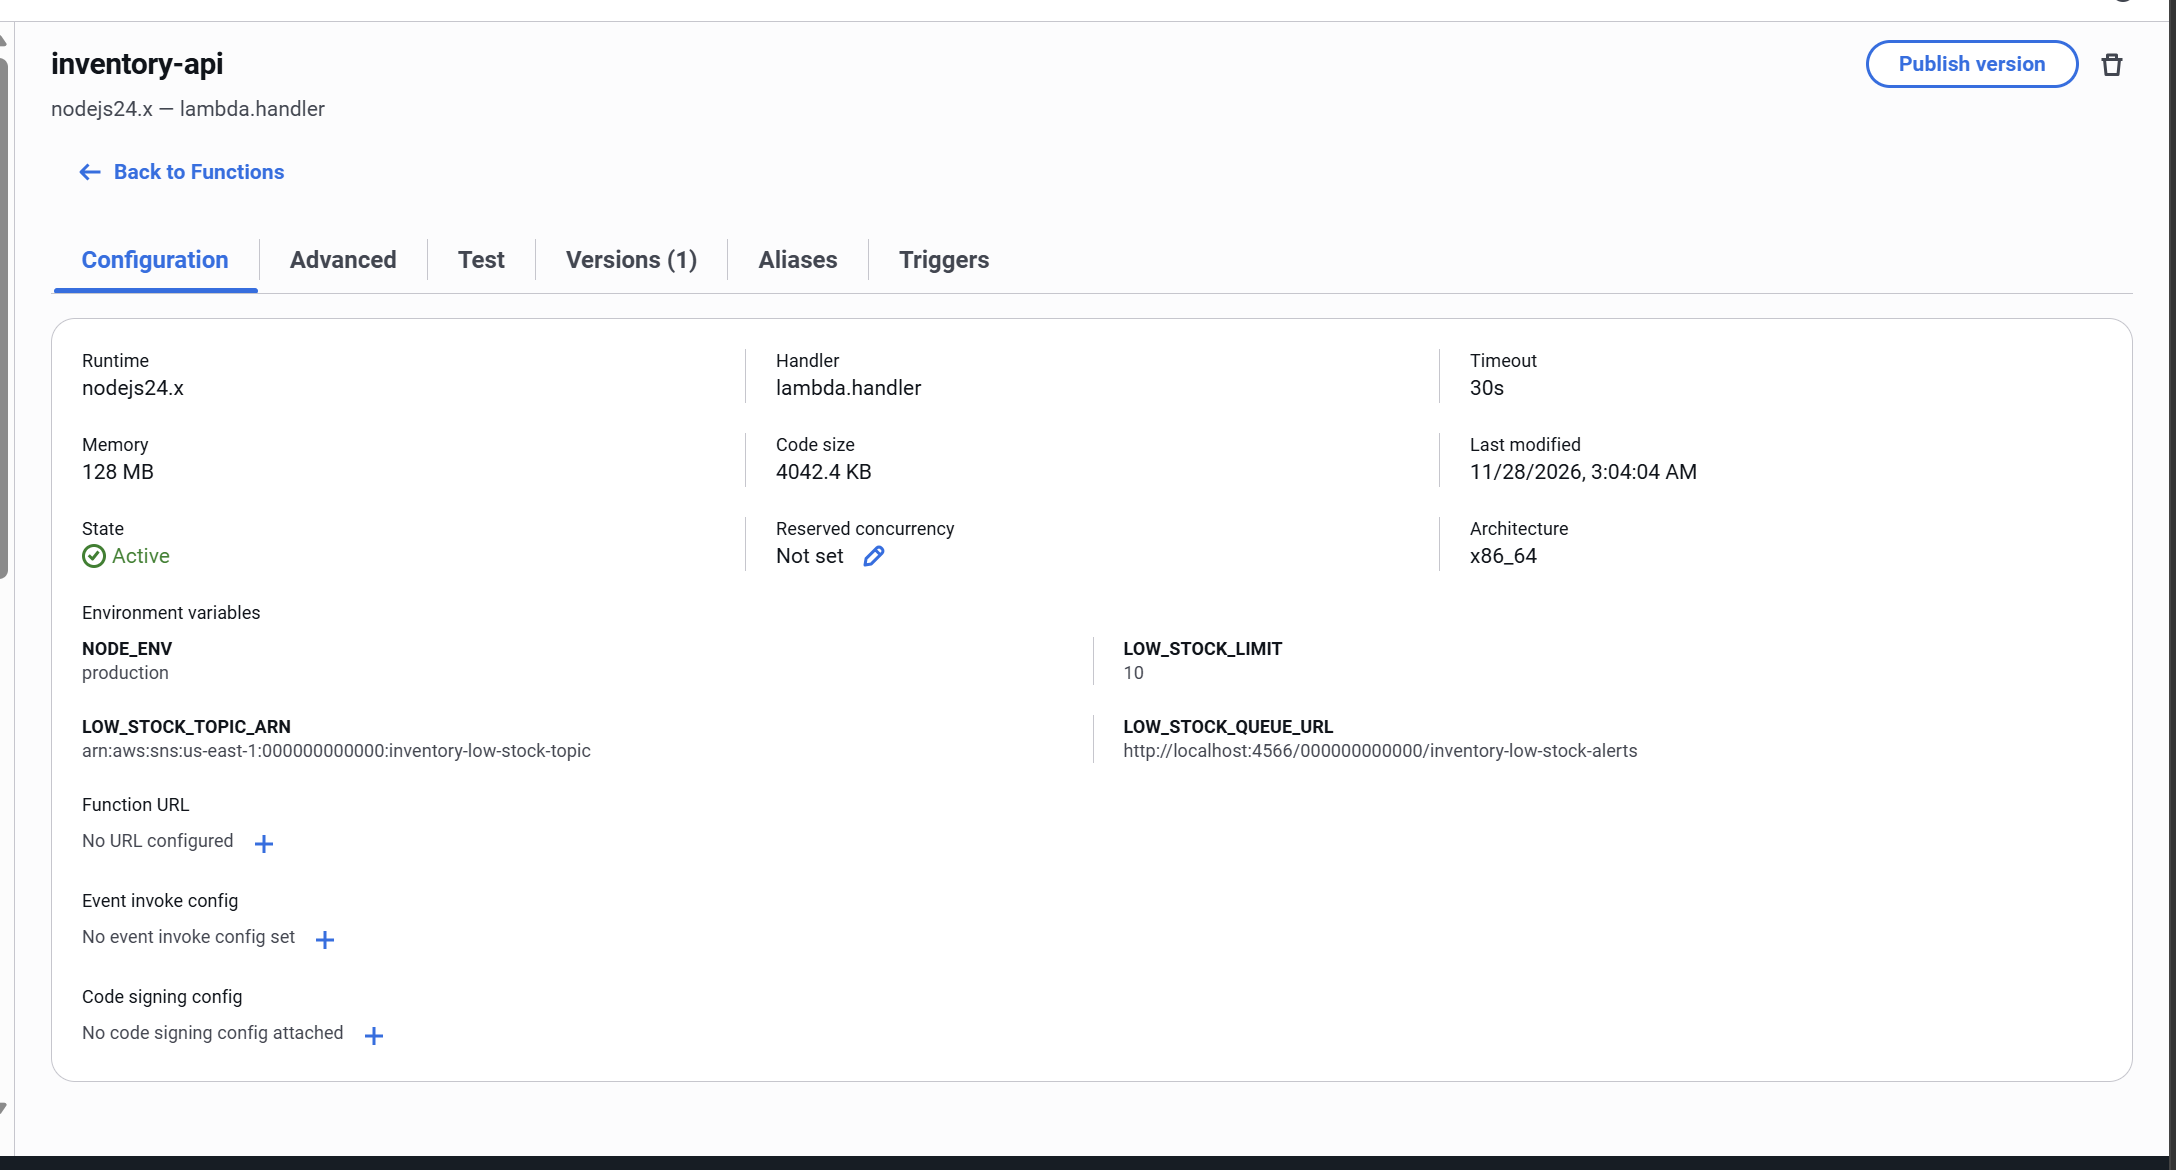 inventory-api
Publish version
nodejs24.x — lambda.handler
Back to Functions
Configuration
Advanced
Test
Versions (1)
Aliases
Triggers
Runtime
nodejs24.x
Handler
lambda.handler
Timeout
30s
Memory
128 MB
Code size
4042.4 KB
Last modified
11/28/2026, 3:04:04 AM
State
Active
Reserved concurrency
Not set
Architecture
x86_64
Environment variables
NODE_ENV
production
LOW_STOCK_LIMIT
10
LOW_STOCK_TOPIC_ARN
arn:aws:sns:us-east-1:000000000000:inventory-low-stock-topic
LOW_STOCK_QUEUE_URL
http://localhost:4566/000000000000/inventory-low-stock-alerts
Function URL
No URL configured
Event invoke config
No event invoke config set
Code signing config
No code signing config attached